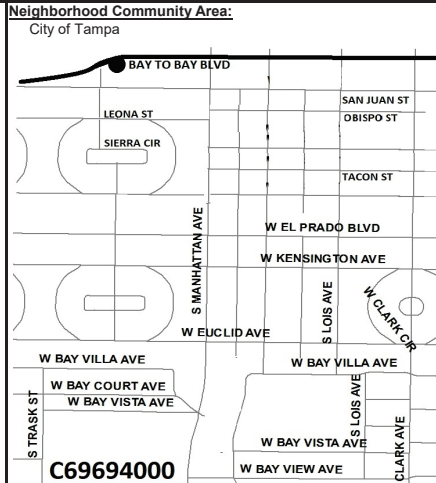 Neighborhood Community Area:
City of Tampa
BAY TO BAY BLVD
SAN JUAN ST
LEONA ST
OBISPO ST
SIERRA CIR
TACON ST
S MANHATTAN AVE
W EL PRADO BLVD
W KENSINGTON AVE
W CLARK CIR
S LOIS AVE
W EUCLID AVE
W BAY VILLA AVE
W BAY VILLA AVE
W BAY COURT AVE
W BAY VISTA AVE
S TRASK ST
S LOIS AVE
CLARK AVE
W BAY VISTA AVE
W BAY VIEW AVE
C69694000